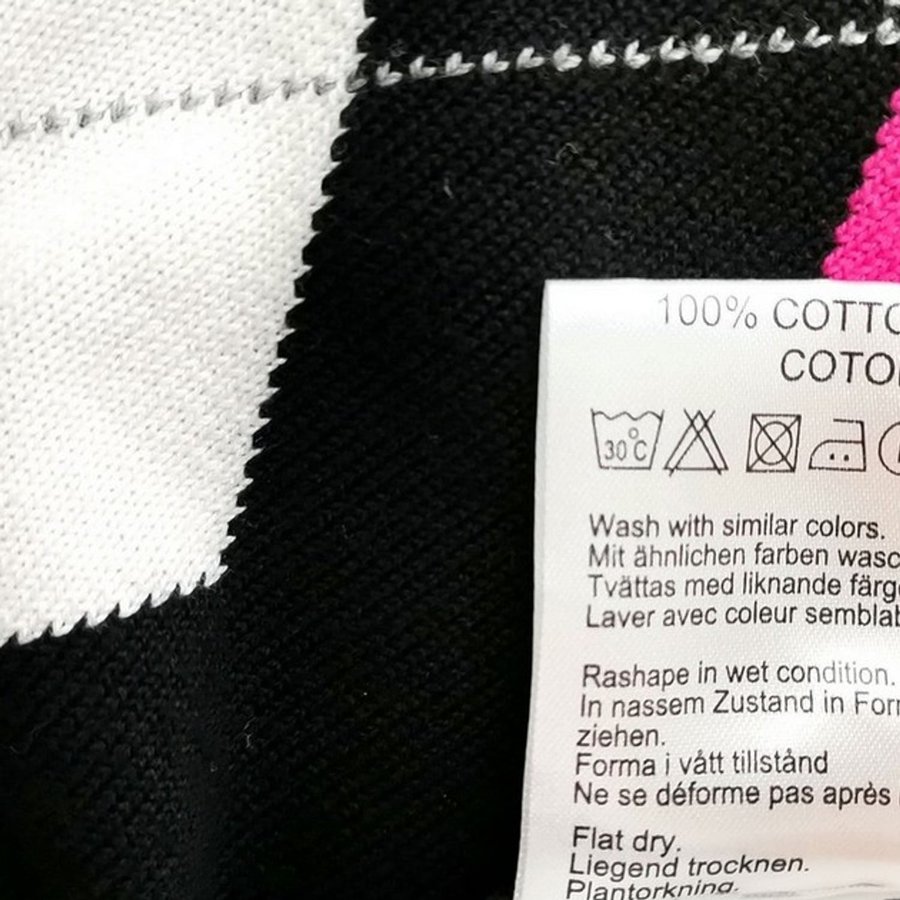 100% COTTO
COTO
30°C
Wash with similar colors.
Mit ähnlichen farben wasc
Tvättas med liknande färg
Laver avec coleur semblab
Rashape in wet condition.
In nassem Zustand in For
ziehen.
Forma i vått tillstånd
Ne se déforme pas après
Flat dry.
Liegend trocknen.
Plantorkning.